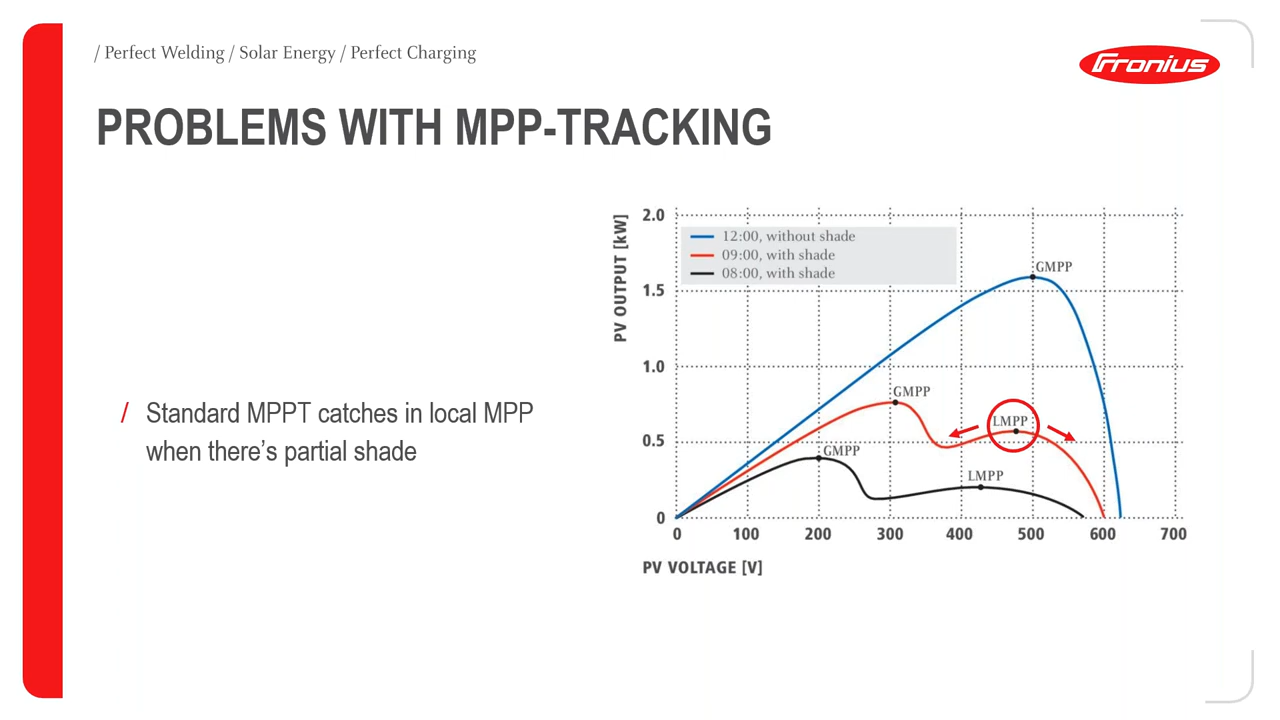 / Perfect Welding / Solar Energy / Perfect Charging
Fronius
PROBLEMS WITH MPP-TRACKING
/ Standard MPPT catches in local MPP
when there's partial shade
PV OUTPUT [kW]
2.0
1.5
1.0
0.5
0
12:00, without shade
09:00, with shade
08:00, with shade
GMPP
GMPP
LMPP
GMPP
LMPP
0 100 200 300 400 500 600 700
PV VOLTAGE [V]